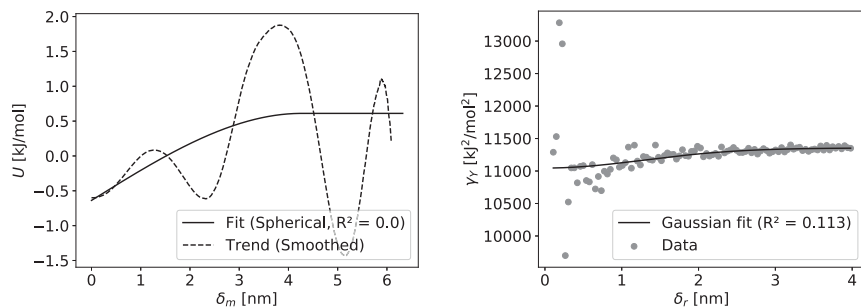 2.0
1.5
1.0
0.5
0.0
−0.5
−1.0
−1.5
U [kJ/mol]
Fit (Spherical, R² = 0.0)
Trend (Smoothed)
0 1 2 3 4 5 6
δm [nm]
13000
12500
12000
11500
11000
10500
10000
γY [kJ²/mol²]
Gaussian fit (R² = 0.113)
Data
0 1 2 3 4
δr [nm]